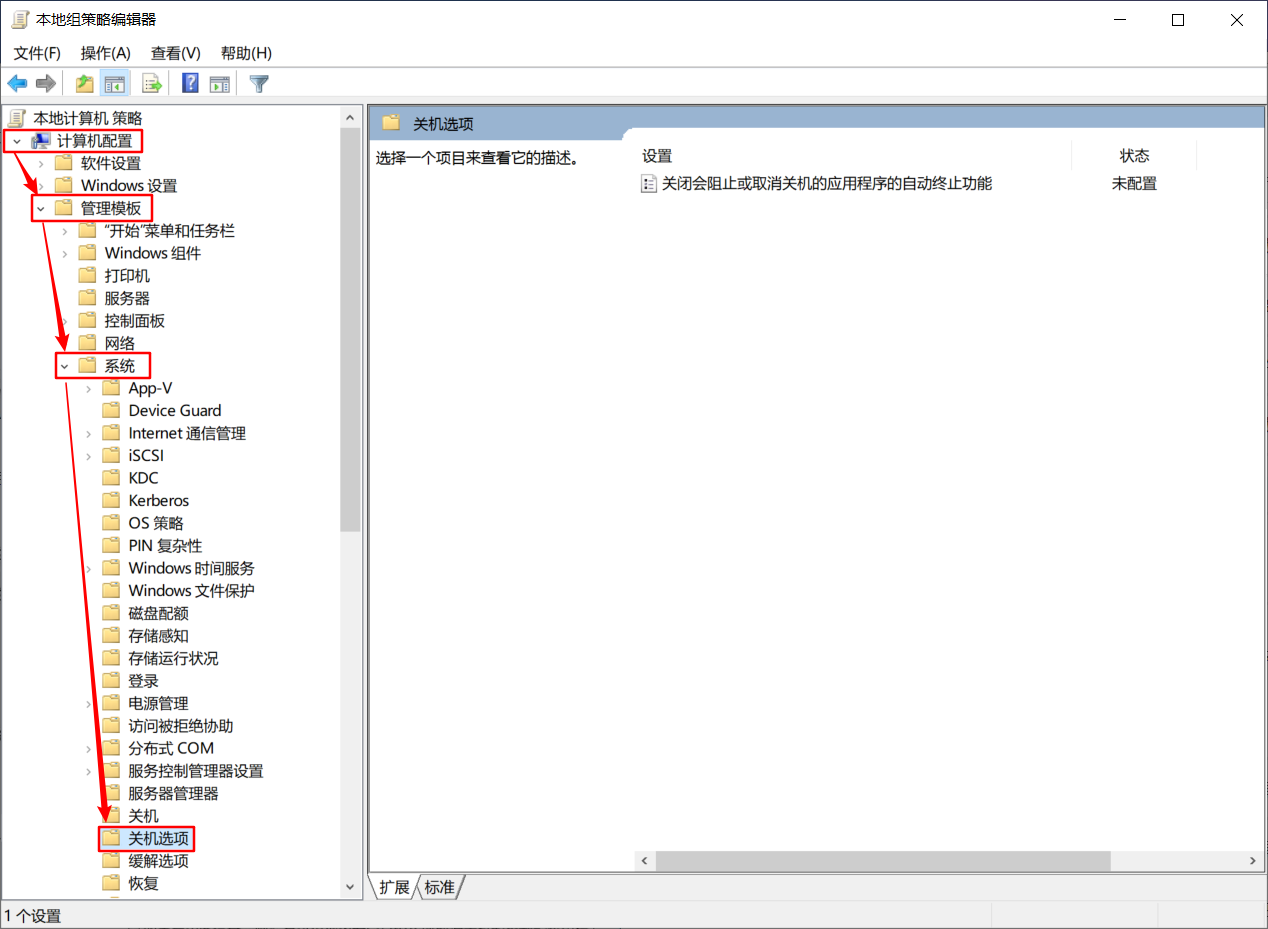 本地组策略编辑器
文件(F) 操作(A) 查看(V) 帮助(H)
本地计算机 策略
计算机配置
软件设置
Windows 设置
管理模板
“开始”菜单和任务栏
Windows 组件
打印机
服务器
控制面板
网络
系统
App-V
Device Guard
Internet 通信管理
iSCSI
KDC
Kerberos
OS 策略
PIN 复杂性
Windows 时间服务
Windows 文件保护
磁盘配额
存储感知
存储运行状况
登录
电源管理
访问被拒绝协助
分布式 COM
服务控制管理器设置
服务器管理器
关机
关机选项
缓解选项
恢复
关机选项
选择一个项目来查看它的描述。
设置 状态
关闭会阻止或取消关机的应用程序的自动终止功能 未配置
扩展 标准
1 个设置